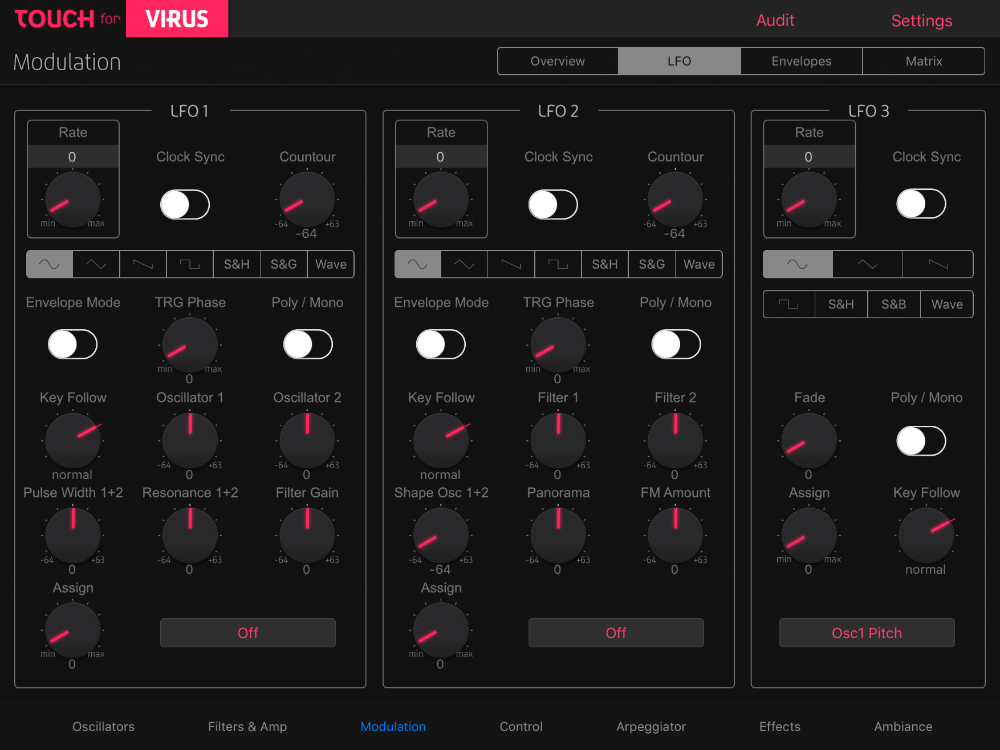 TOUCH for VIRUS
Audit
Settings
Modulation
Overview
LFO
Envelopes
Matrix
LFO 1
Rate
0
min max
Clock Sync
Countour
-64 +63
-64
S&H S&G Wave
Envelope Mode
TRG Phase
min max
0
Poly / Mono
Key Follow
normal
Oscillator 1
-64 +63
0
Oscillator 2
-64 +63
0
Pulse Width 1+2
-64 +63
0
Resonance 1+2
-64 +63
0
Filter Gain
-64 +63
0
Assign
min max
0
Off
LFO 2
Rate
0
min max
Clock Sync
Countour
-64 +63
-64
S&H S&G Wave
Envelope Mode
TRG Phase
min max
0
Poly / Mono
Key Follow
normal
Filter 1
-64 +63
0
Filter 2
-64 +63
0
Shape Osc 1+2
-64 +63
-64
Panorama
-64 +63
0
FM Amount
-64 +63
0
Assign
min max
0
Off
LFO 3
Rate
0
min max
Clock Sync
S&H S&B Wave
Fade
0
Poly / Mono
Assign
min max
0
Key Follow
normal
Osc1 Pitch
Oscillators
Filters & Amp
Modulation
Control
Arpeggiator
Effects
Ambiance